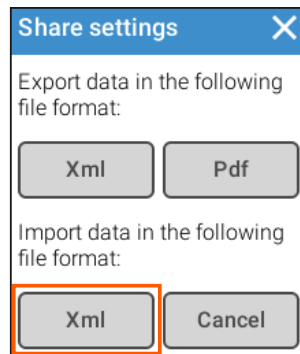 Share settings
Export data in the following
file format:
Xml Pdf
Import data in the following
file format:
Xml Cancel